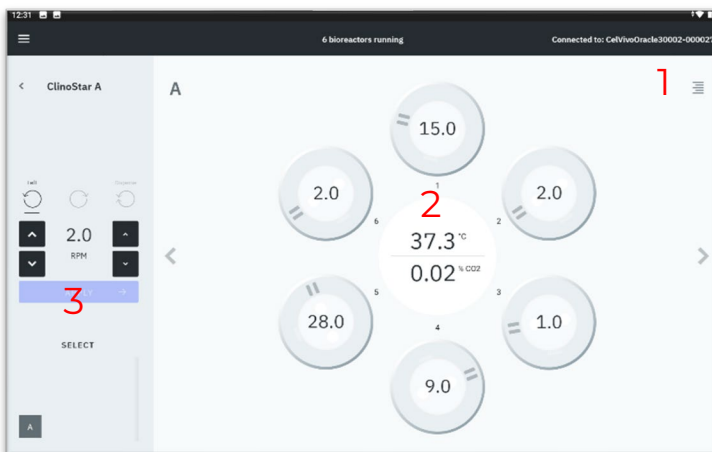 12:31
6 bioreactors running
Connected to: CelVivoOracle30002-000027
ClinoStar A
A
1
15.0
2.0
2.0
1
6
2
2
37.3 °C
0.02 % CO2
2.0
RPM
3
5
3
28.0
1.0
4
9.0
SELECT
A